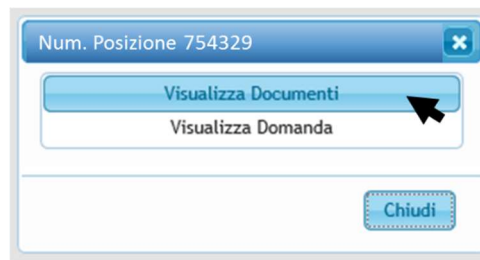 Num. Posizione 754329
Visualizza Documenti
Visualizza Domanda
Chiudi